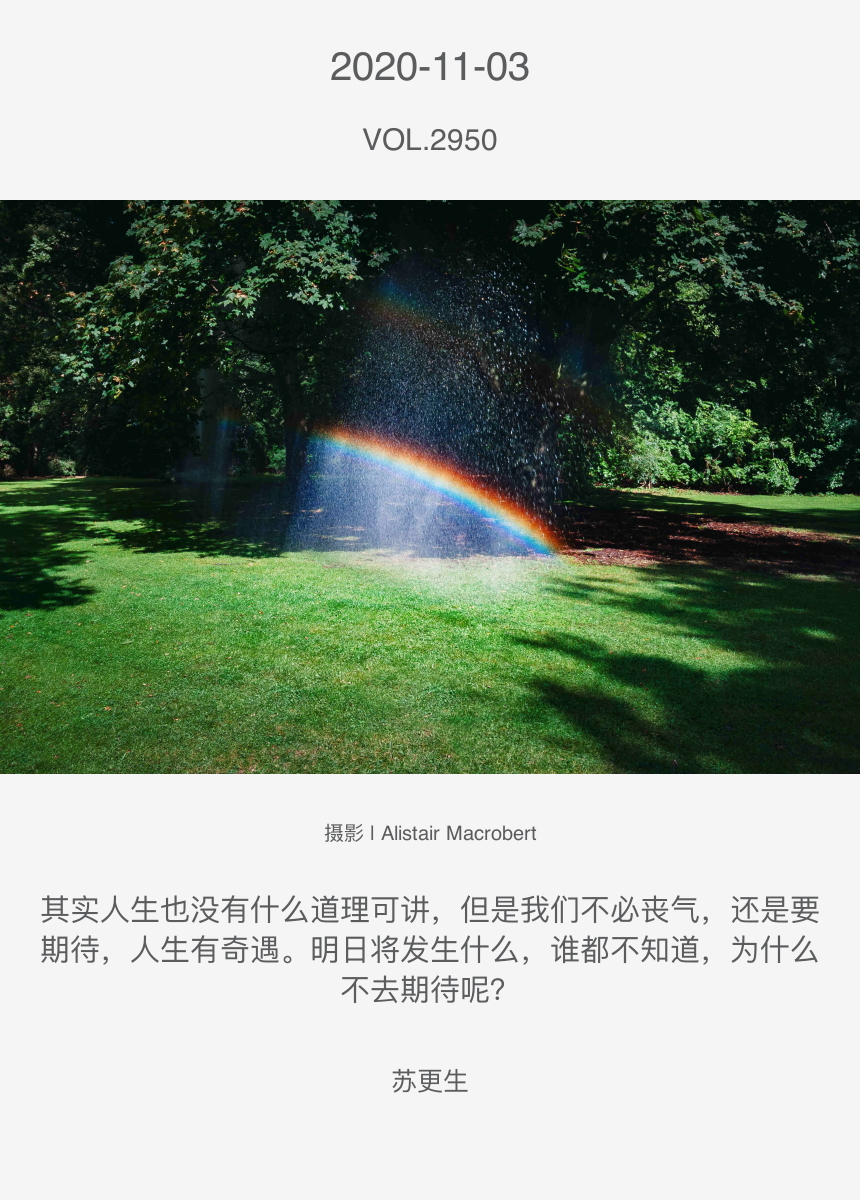 2020-11-03
VOL.2950
摄影 | Alistair Macrobert
其实人生也没有什么道理可讲，但是我们不必丧气，还是要
期待，人生有奇遇。明日将发生什么，谁都不知道，为什么
不去期待呢？
苏更生